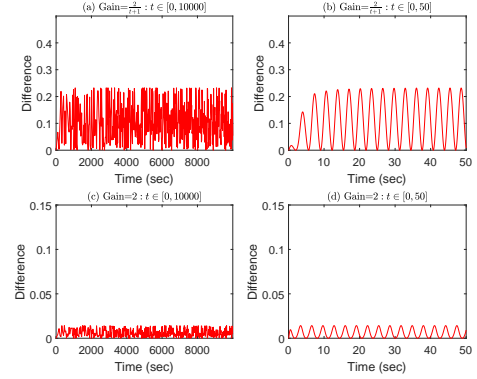 (a) Gain=2/(t+1) : t ∈ [0, 10000]
(b) Gain=2/(t+1) : t ∈ [0, 50]
0.4
0.3
0.2
0.1
0
Difference
0 2000 4000 6000 8000
Time (sec)
0.4
0.3
0.2
0.1
0
Difference
0 10 20 30 40 50
Time (sec)
(c) Gain=2 : t ∈ [0, 10000]
(d) Gain=2 : t ∈ [0, 50]
0.15
0.1
0.05
0
Difference
0 2000 4000 6000 8000
Time (sec)
0.15
0.1
0.05
0
Difference
0 10 20 30 40 50
Time (sec)